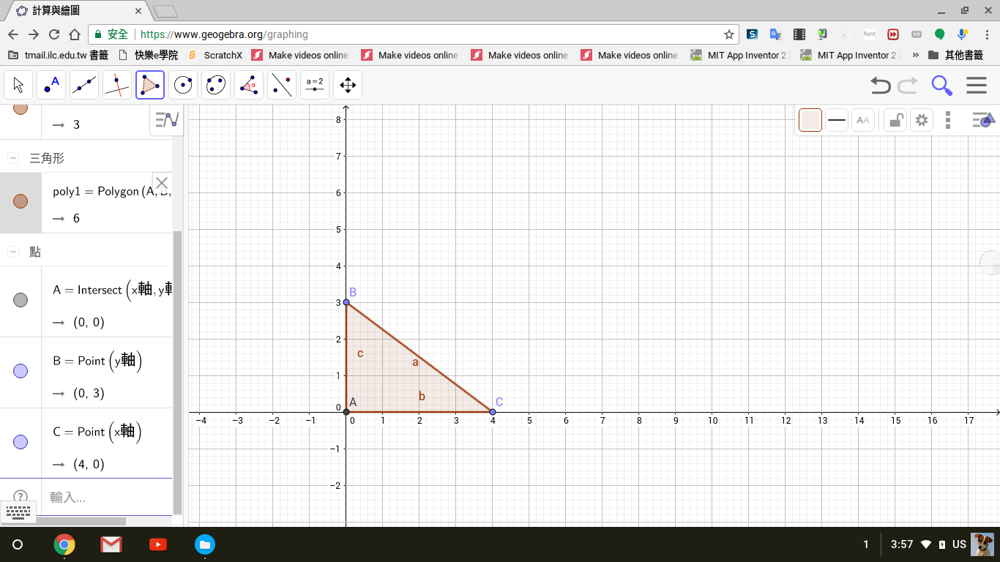 計算與繪圖
安全 https://www.geogebra.org/graphing
tmail.ilc.edu.tw 書籤 快樂e學院 ScratchX Make videos online Make videos online Make videos online Make videos online MIT App Inventor 2 MIT App Inventor 2 » 其他書籤
A α a=2
→ 3
三角形
poly1 = Polygon (A, B,
→ 6
點
A = Intersect (x軸, y軸
→ (0, 0)
B = Point (y軸)
→ (0, 3)
C = Point (x軸)
→ (4, 0)
輸入...
AA
8
7
6
5
4
3
2
1
0
−1
−2
B
c
a
b
A
C
−4 −3 −2 −1 0 1 2 3 4 5 6 7 8 9 10 11 12 13 14 15 16 17
1 3:57 US